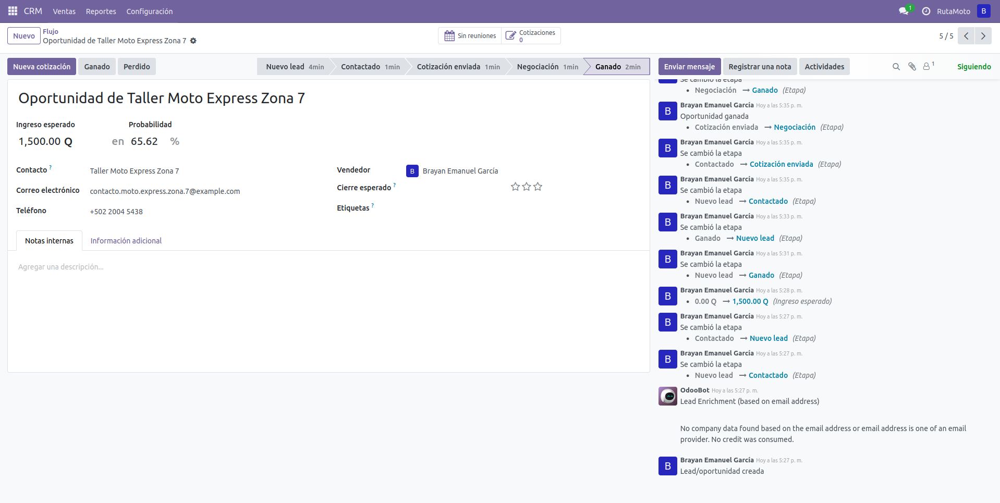 CRM Ventas Reportes Configuración 1 RutaMoto B
Nuevo Flujo
Oportunidad de Taller Moto Express Zona 7
Sin reuniones Cotizaciones
0
5 / 5
Nueva cotización Ganado Perdido
Nuevo lead 4min Contactado 1min Cotización enviada 1min Negociación 1min Ganado 2min
Enviar mensaje Registrar una nota Actividades 1 Siguiendo
Oportunidad de Taller Moto Express Zona 7
Ingreso esperado Probabilidad
1,500.00 Q en 65.62 %
Contacto ? Taller Moto Express Zona 7
Correo electrónico contacto.moto.express.zona.7@example.com
Teléfono +502 2004 5438
Vendedor B Brayan Emanuel García
Cierre esperado ?
Etiquetas ?
Notas internas Información adicional
Agregar una descripción...
Se cambió la etapa
• Negociación → Ganado (Etapa)
B Brayan Emanuel García Hoy a las 5:35 p. m.
Oportunidad ganada
• Cotización enviada → Negociación (Etapa)
B Brayan Emanuel García Hoy a las 5:35 p. m.
Se cambió la etapa
• Contactado → Cotización enviada (Etapa)
B Brayan Emanuel García Hoy a las 5:35 p. m.
Se cambió la etapa
• Nuevo lead → Contactado (Etapa)
B Brayan Emanuel García Hoy a las 5:33 p. m.
Se cambió la etapa
• Ganado → Nuevo lead (Etapa)
B Brayan Emanuel García Hoy a las 5:31 p. m.
Se cambió la etapa
• Nuevo lead → Ganado (Etapa)
B Brayan Emanuel García Hoy a las 5:28 p. m.
• 0.00 Q → 1,500.00 Q (Ingreso esperado)
B Brayan Emanuel García Hoy a las 5:27 p. m.
Se cambió la etapa
• Contactado → Nuevo lead (Etapa)
B Brayan Emanuel García Hoy a las 5:27 p. m.
Se cambió la etapa
• Nuevo lead → Contactado (Etapa)
OdooBot Hoy a las 5:27 p. m.
Lead Enrichment (based on email address)
No company data found based on the email address or email address is one of an email
provider. No credit was consumed.
B Brayan Emanuel García Hoy a las 5:27 p. m.
Lead/oportunidad creada